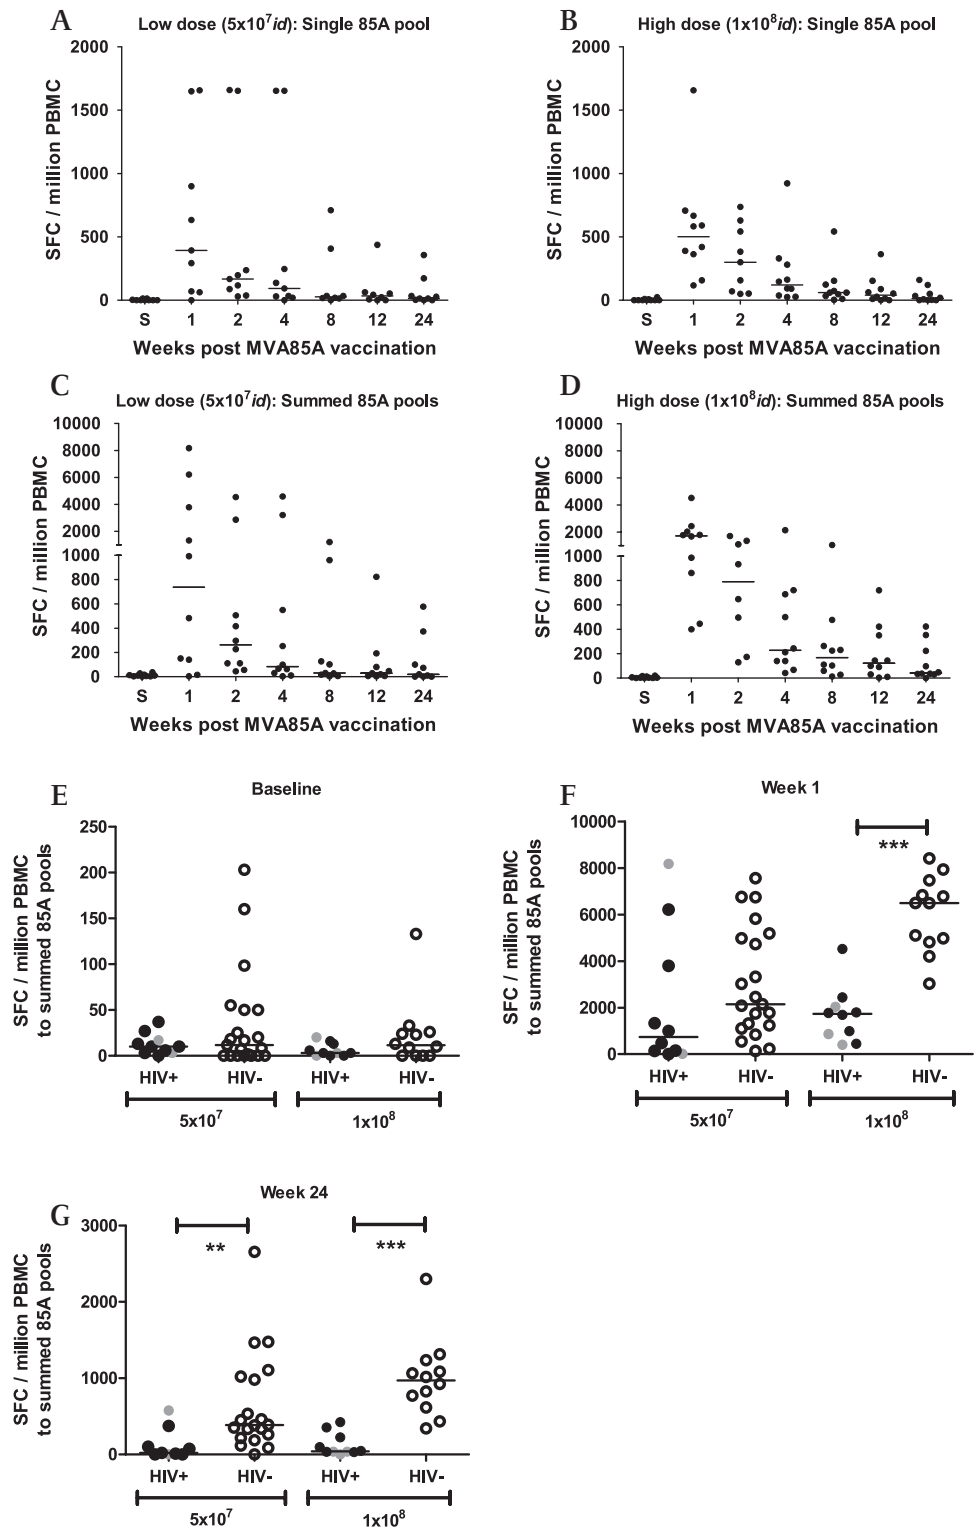 A
Low dose (5x10⁷id): Single 85A pool
SFC / million PBMC
2000
1500
1000
500
0
S 1 2 4 8 12 24
Weeks post MVA85A vaccination
B
High dose (1x10⁸id): Single 85A pool
SFC / million PBMC
2000
1500
1000
500
0
S 1 2 4 8 12 24
Weeks post MVA85A vaccination
C
Low dose (5x10⁷id): Summed 85A pools
SFC / million PBMC
10000
8000
6000
4000
2000
1000
800
600
400
200
0
S 1 2 4 8 12 24
Weeks post MVA85A vaccination
D
High dose (1x10⁸id): Summed 85A pools
SFC / million PBMC
10000
8000
6000
4000
2000
1000
800
600
400
200
0
S 1 2 4 8 12 24
Weeks post MVA85A vaccination
E
Baseline
SFC / million PBMC
to summed 85A pools
250
200
150
100
50
0
HIV+ HIV- HIV+ HIV-
5x10⁷ 1x10⁸
F
Week 1
SFC / million PBMC
to summed 85A pools
10000
8000
6000
4000
2000
0
***
HIV+ HIV- HIV+ HIV-
5x10⁷ 1x10⁸
G
Week 24
SFC / million PBMC
to summed 85A pools
3000
2000
1000
0
** ***
HIV+ HIV- HIV+ HIV-
5x10⁷ 1x10⁸